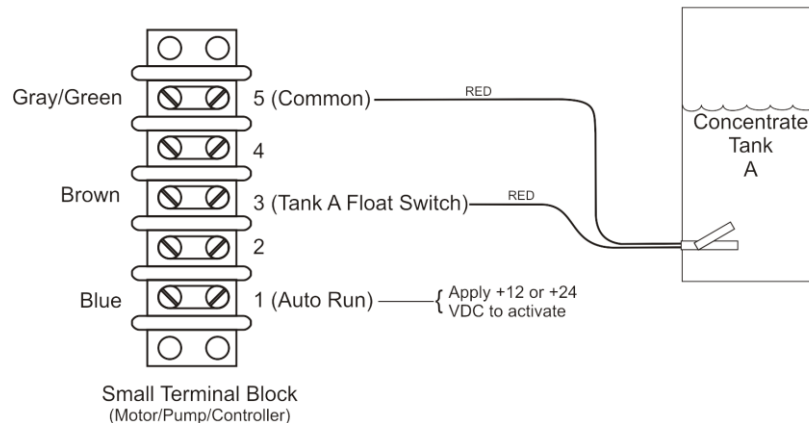 Gray/Green
5 (Common)
RED
4
Brown
3 (Tank A Float Switch)
RED
2
Blue
1 (Auto Run)
Apply +12 or +24
VDC to activate
Concentrate
Tank
A
Small Terminal Block
(Motor/Pump/Controller)